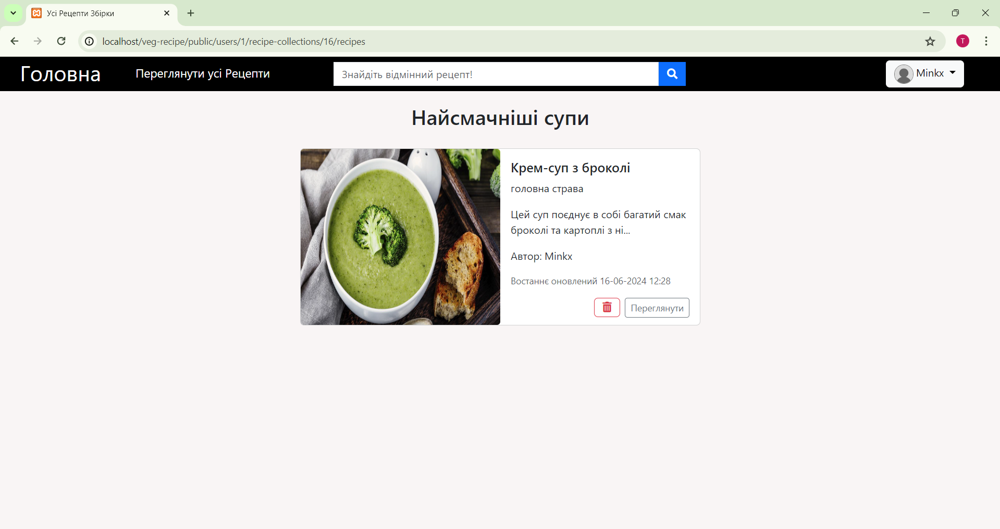 Усі Рецепти Збірки
localhost/veg-recipe/public/users/1/recipe-collections/16/recipes
T
Головна
Переглянути усі Рецепти
Знайдіть відмінний рецепт!
Minkx
Найсмачніші супи
Крем-суп з броколі
головна страва
Цей суп поєднує в собі багатий смак
броколі та картоплі з ні...
Автор: Minkx
Востаннє оновлений 16-06-2024 12:28
Переглянути